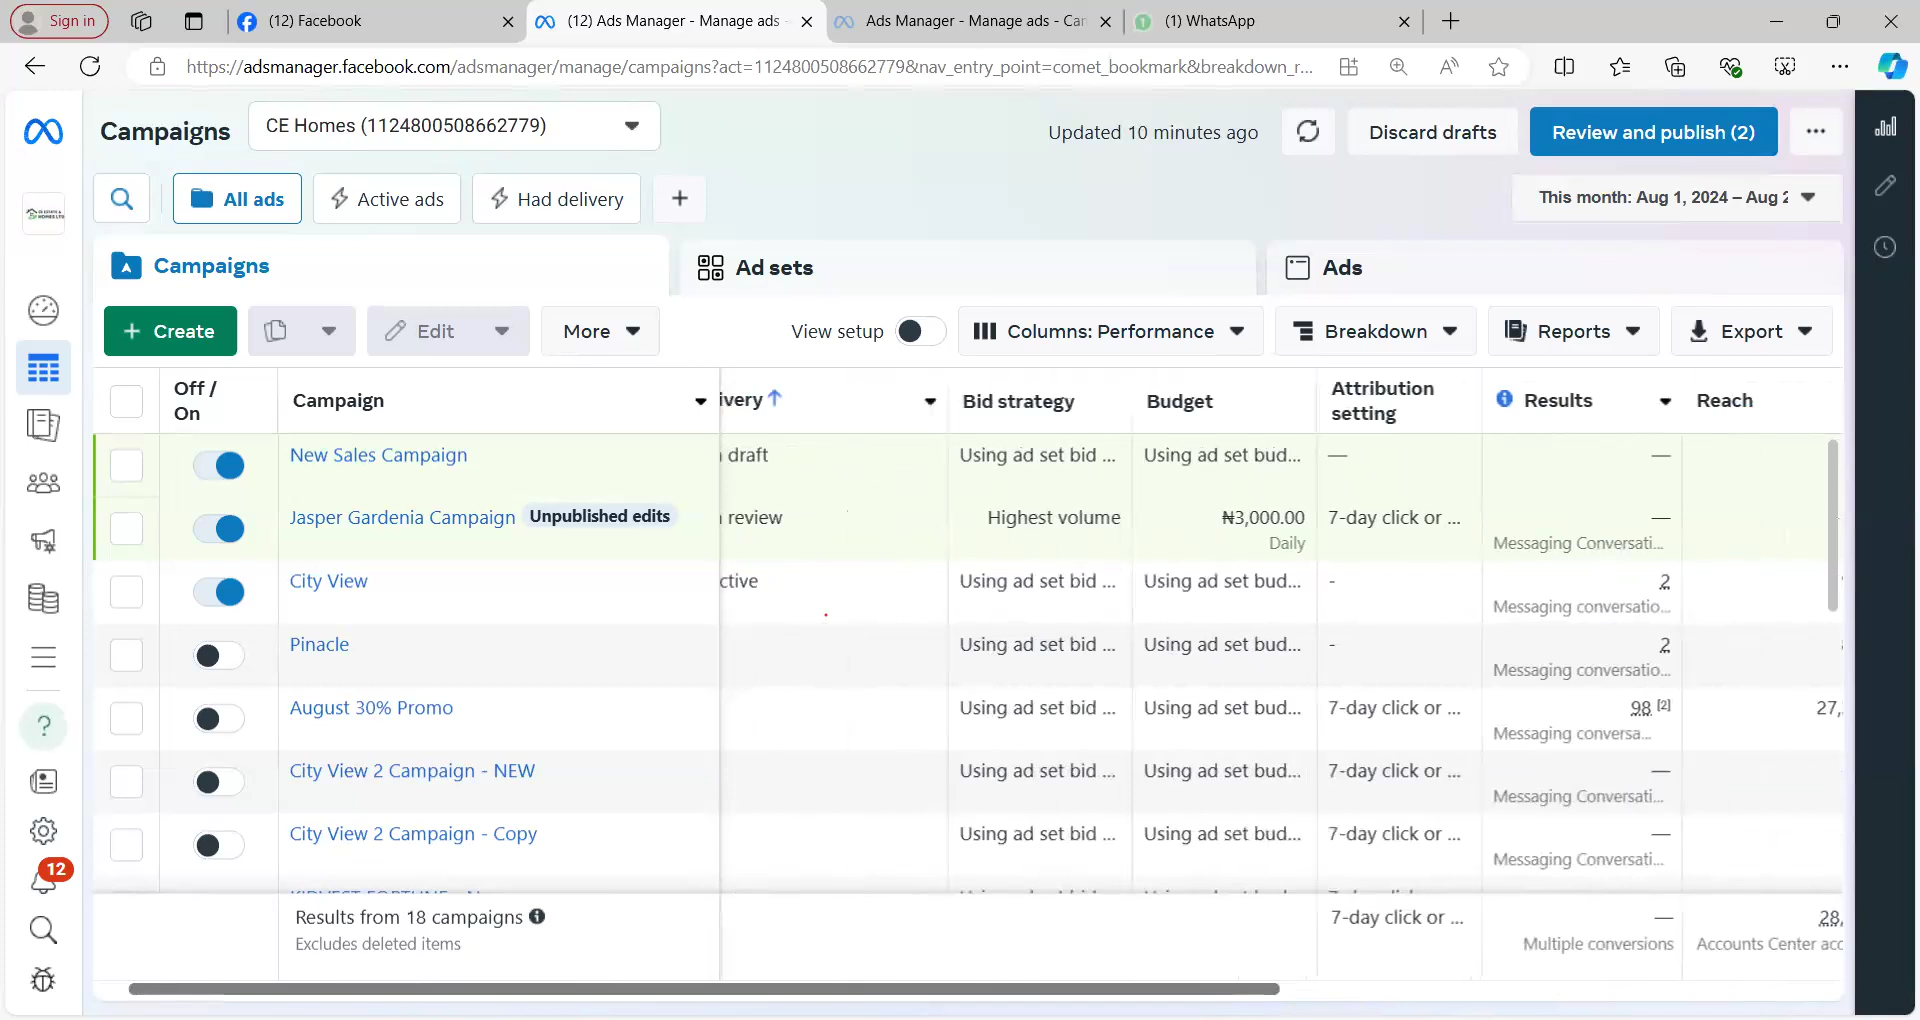 Sign in
(12) Facebook
(12) Ads Manager - Manage ads -
Ads Manager - Manage ads - Car
(1) WhatsApp
https://adsmanager.facebook.com/adsmanager/manage/campaigns?act=1124800508662779&nav_entry_point=comet_bookmark&breakdown_r...
Campaigns
CE Homes (1124800508662779)
Updated 10 minutes ago
Discard drafts
Review and publish (2)
All ads
Active ads
Had delivery
This month: Aug 1, 2024 – Aug 2
Campaigns
Ad sets
Ads
Create
Edit
More
View setup
Columns: Performance
Breakdown
Reports
Export
Off / On
Campaign
ivery
Bid strategy
Budget
Attribution setting
Results
Reach
New Sales Campaign
draft
Using ad set bid ...
Using ad set bud...
—
—
Jasper Gardenia Campaign
Unpublished edits
review
Highest volume
₦3,000.00
Daily
7-day click or ...
—
Messaging Conversati...
City View
ctive
Using ad set bid ...
Using ad set bud...
-
2
Messaging conversatio...
Pinacle
Using ad set bid ...
Using ad set bud...
-
2
Messaging conversatio...
August 30% Promo
Using ad set bid ...
Using ad set bud...
7-day click or ...
98 [2]
27,
Messaging conversa...
City View 2 Campaign - NEW
Using ad set bid ...
Using ad set bud...
7-day click or ...
—
Messaging Conversati...
City View 2 Campaign - Copy
Using ad set bid ...
Using ad set bud...
7-day click or ...
—
Messaging Conversati...
Results from 18 campaigns
Excludes deleted items
7-day click or ...
—
Multiple conversions
28,
Accounts Center acc
12